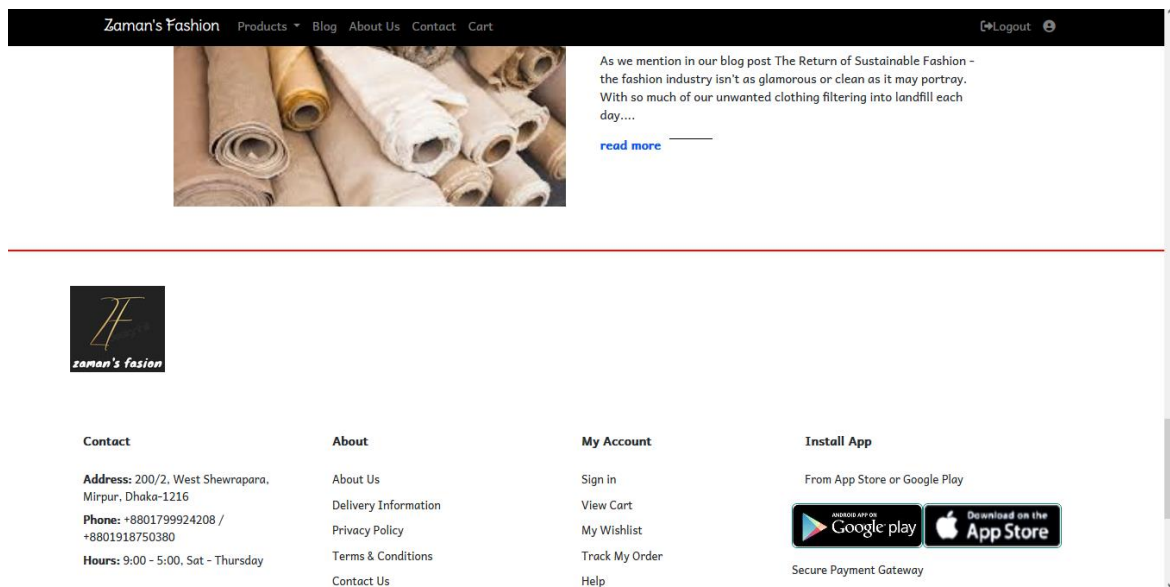 Zaman's Fashion Products Blog About Us Contact Cart Logout
As we mention in our blog post The Return of Sustainable Fashion -
the fashion industry isn't as glamorous or clean as it may portray.
With so much of our unwanted clothing filtering into landfill each
day....
read more
ZF
zaman's fasion
Contact
Address: 200/2, West Shewrapara,
Mirpur, Dhaka-1216
Phone: +8801799924208 /
+8801918750380
Hours: 9:00 - 5:00, Sat - Thursday
About
About Us
Delivery Information
Privacy Policy
Terms & Conditions
Contact Us
My Account
Sign in
View Cart
My Wishlist
Track My Order
Help
Install App
From App Store or Google Play
ANDROID APP ON
Google play
Download on the
App Store
Secure Payment Gateway